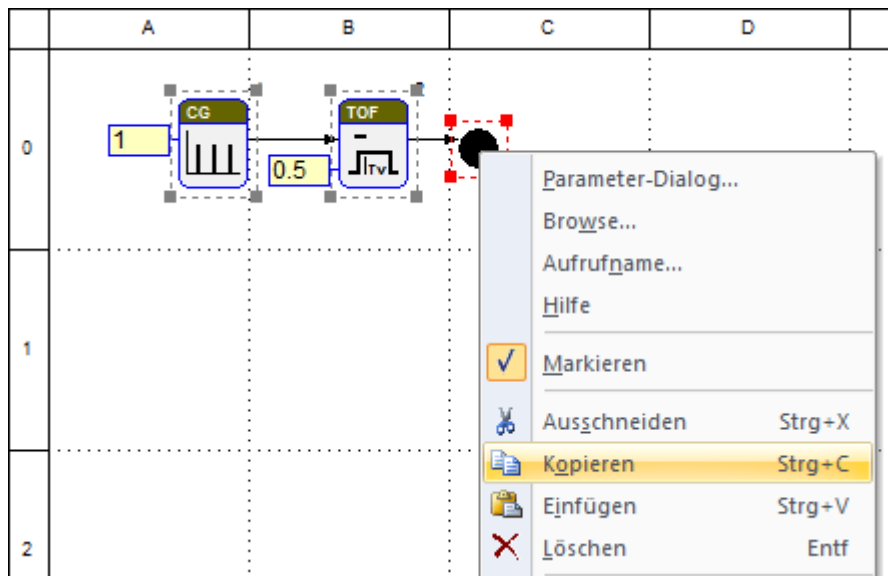 A B C D
CG TOF
0 1
0.5
Parameter-Dialog...
Browse...
Aufrufname...
Hilfe
1 Markieren
Ausschneiden Strg+X
Kopieren Strg+C
Einfügen Strg+V
2 Löschen Entf